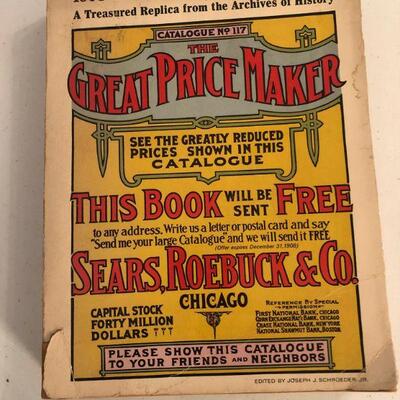 A Treasured Replica from the Archives of History
CATALOGUE Nº 117
THE
GREAT PRICE MAKER
SEE THE GREATLY REDUCED
PRICES SHOWN IN THIS
CATALOGUE
THIS BOOK WILL BE SENT FREE
(Offer expires December 31, 1908)
to any address. Write us a letter or postal card and say
"Send me your large Catalogue" and we will send it FREE
SEARS, ROEBUCK & CO.
CHICAGO
CAPITAL STOCK
FORTY MILLION
DOLLARS
REFERENCE BY SPECIAL
PERMISSION
FIRST NATIONAL BANK, CHICAGO
CORN EXCHANGE NAT'L BANK, CHICAGO
CHASE NATIONAL BANK, NEW YORK
NATIONAL SHAWMUT BANK, BOSTON
PLEASE SHOW THIS CATALOGUE
TO YOUR FRIENDS AND NEIGHBORS
EDITED BY JOSEPH J. SCHROEDER, JR.